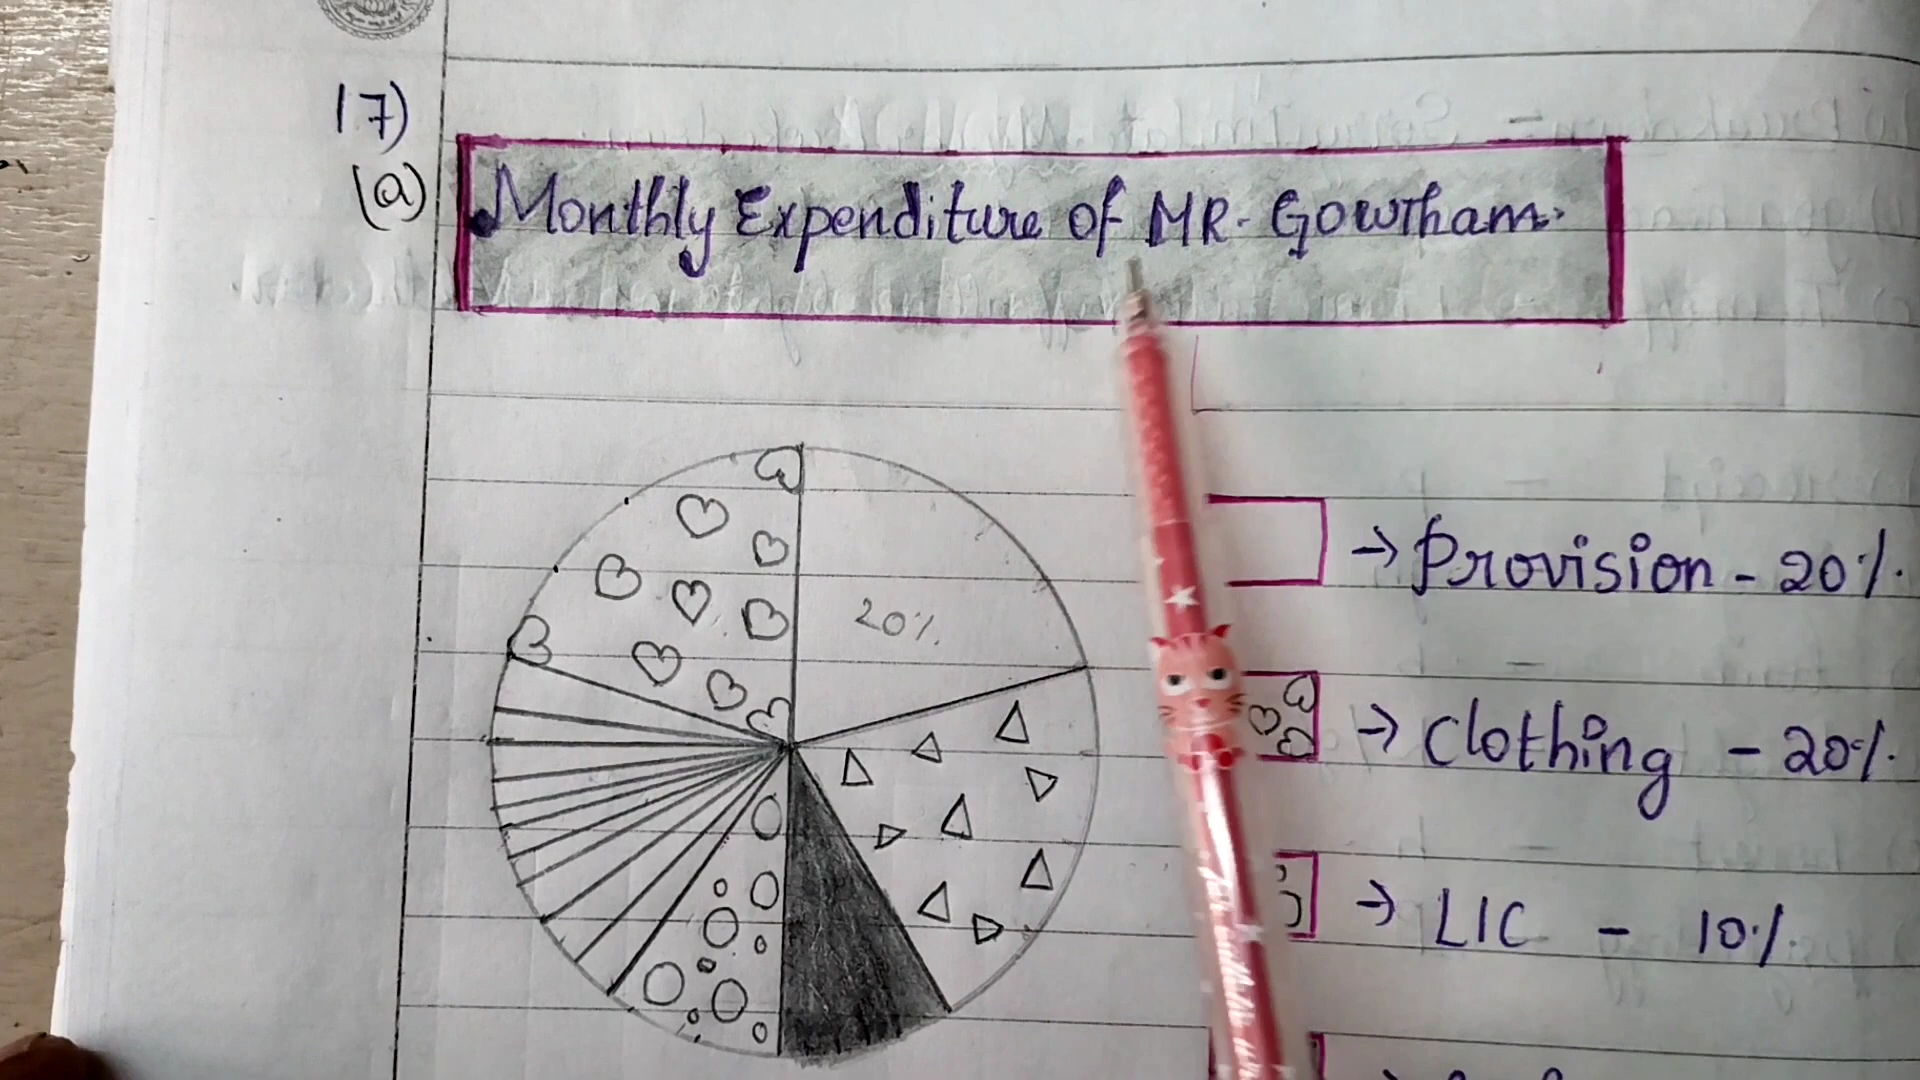 17)
(a)
Monthly Expenditure of MR. Gowtham.
20%.
→ Provision - 20%.
→ Clothing - 20%.
→ LIC - 10%.